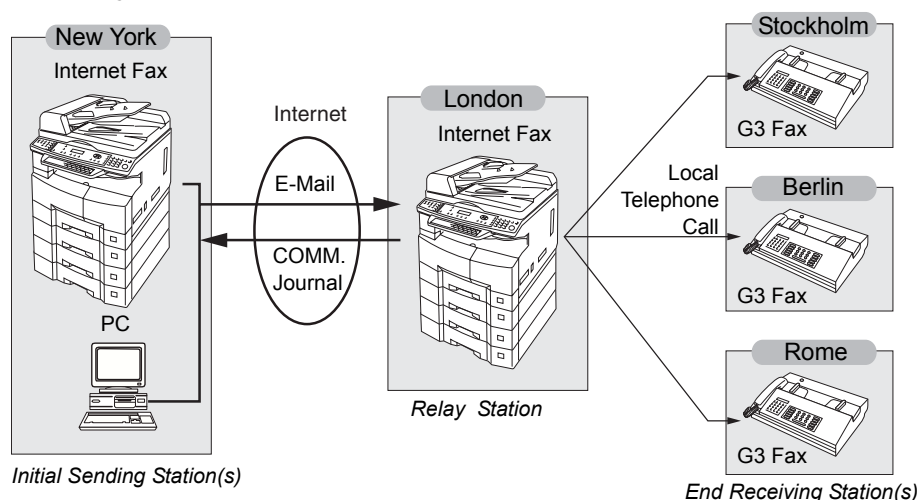 New York
Internet Fax
PC
Initial Sending Station(s)
Internet
E-Mail
COMM.
Journal
London
Internet Fax
Relay Station
Local
Telephone
Call
Stockholm
G3 Fax
Berlin
G3 Fax
Rome
G3 Fax
End Receiving Station(s)